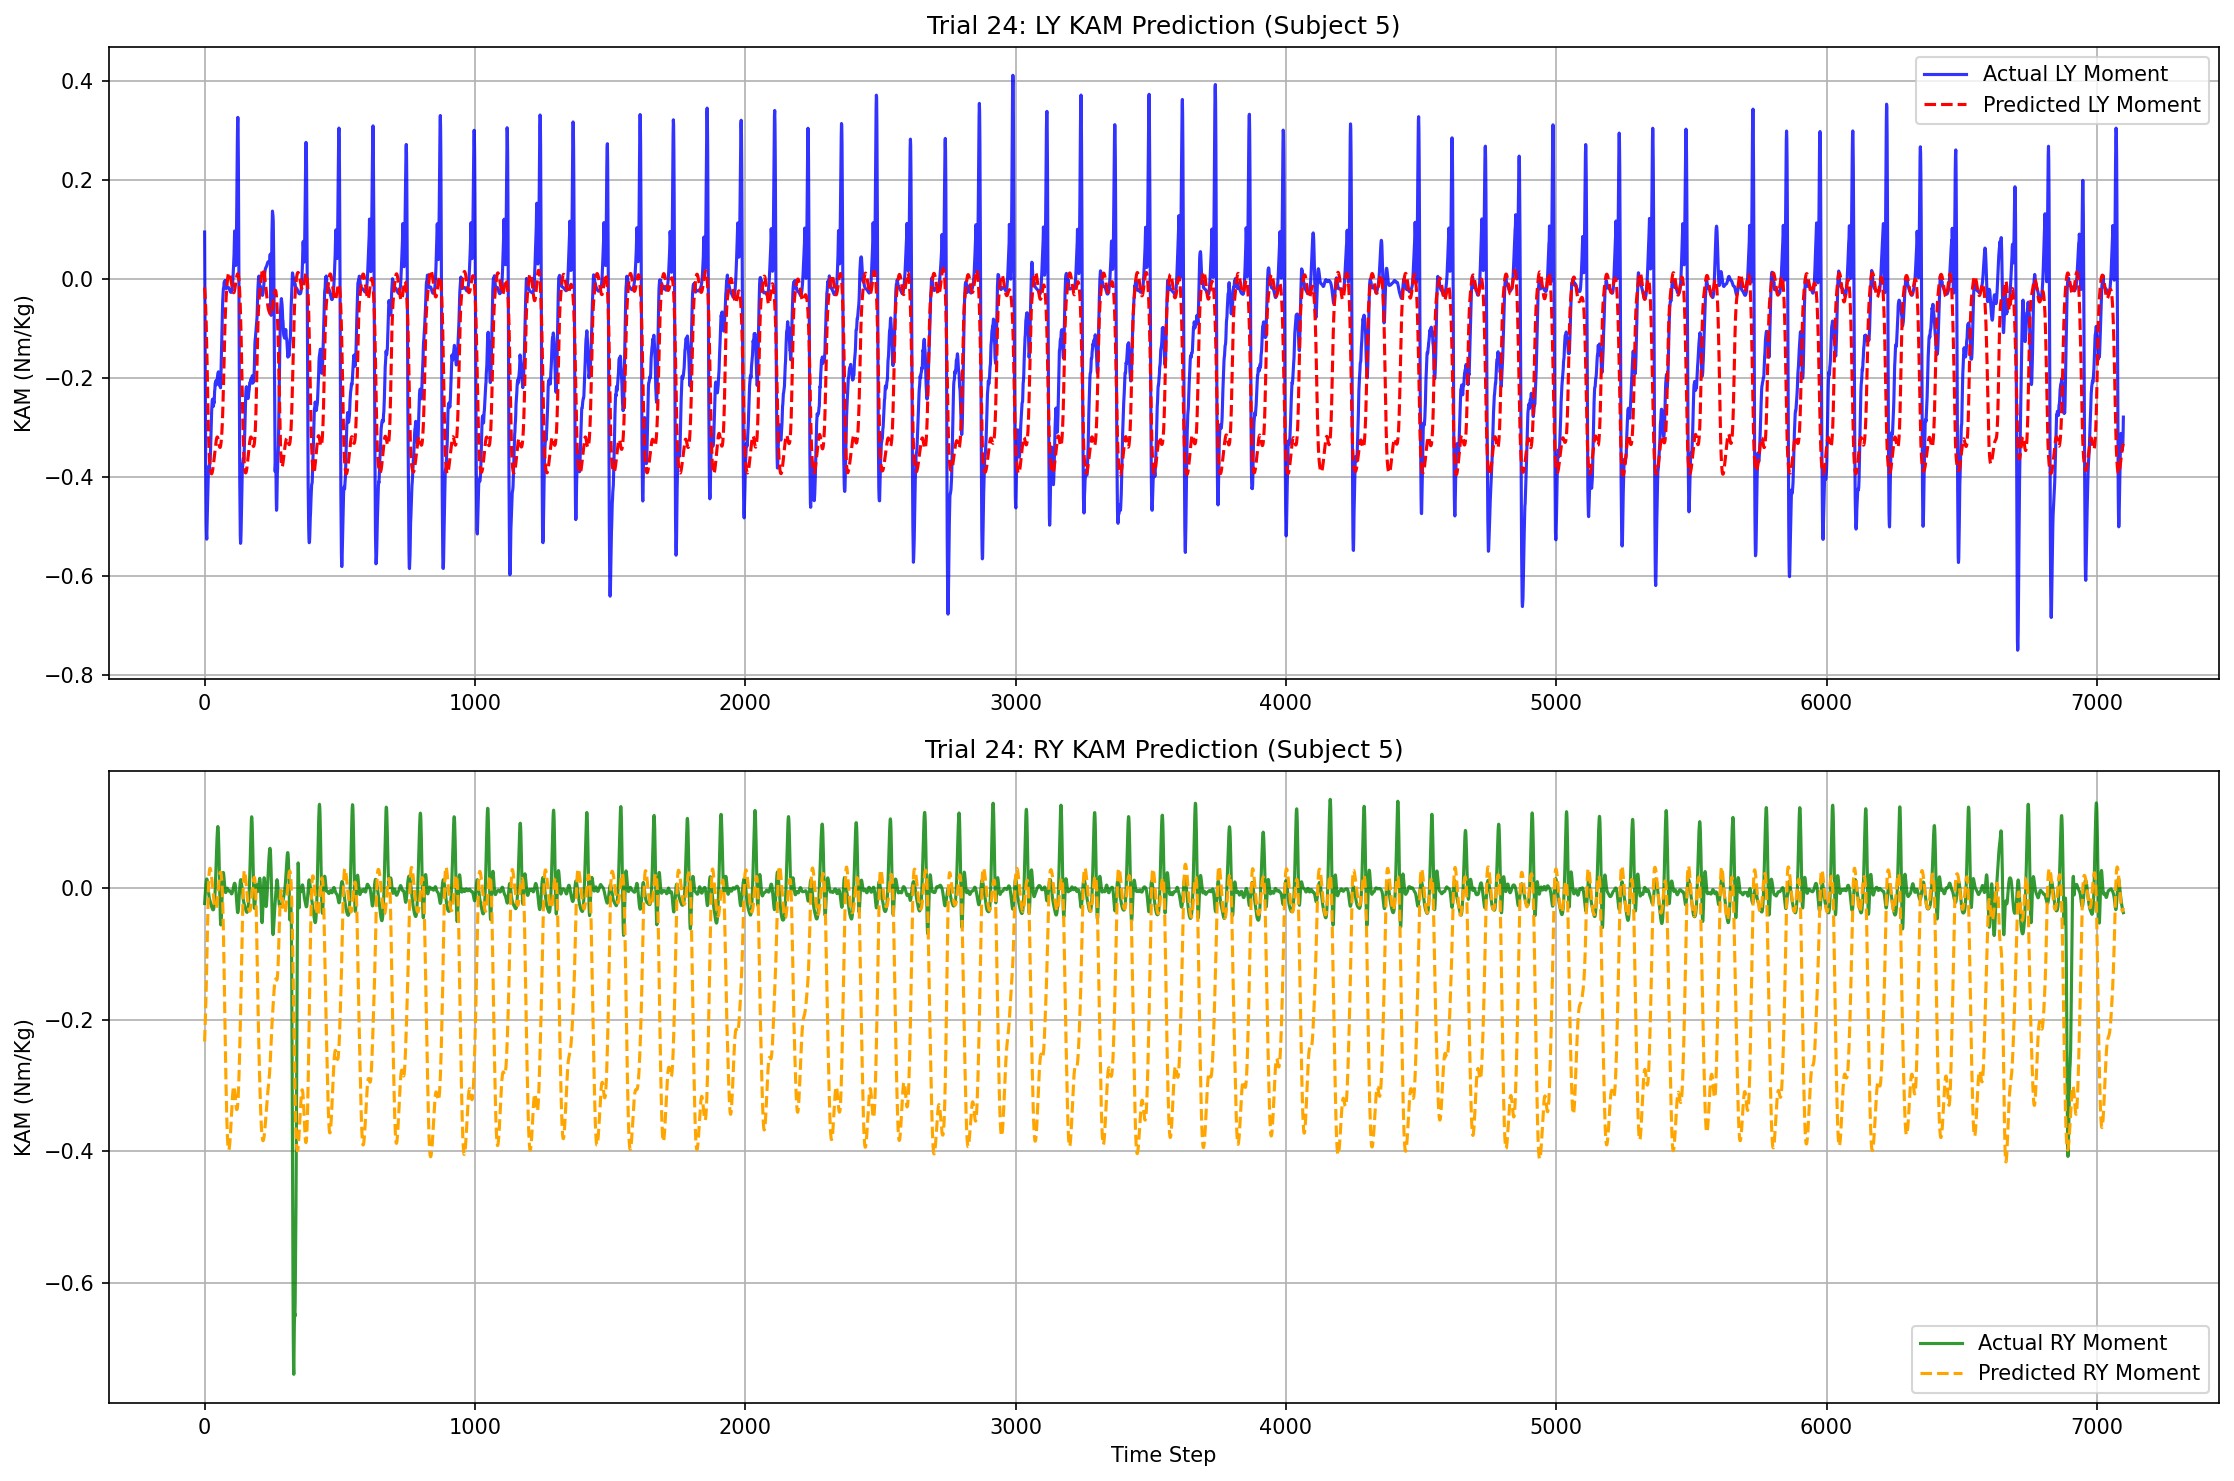 Trial 24: LY KAM Prediction (Subject 5)
KAM (Nm/Kg)
0.4
0.2
0.0
−0.2
−0.4
−0.6
−0.8
Actual LY Moment
Predicted LY Moment
0 1000 2000 3000 4000 5000 6000 7000
Trial 24: RY KAM Prediction (Subject 5)
KAM (Nm/Kg)
0.0
−0.2
−0.4
−0.6
Actual RY Moment
Predicted RY Moment
0 1000 2000 3000 4000 5000 6000 7000
Time Step